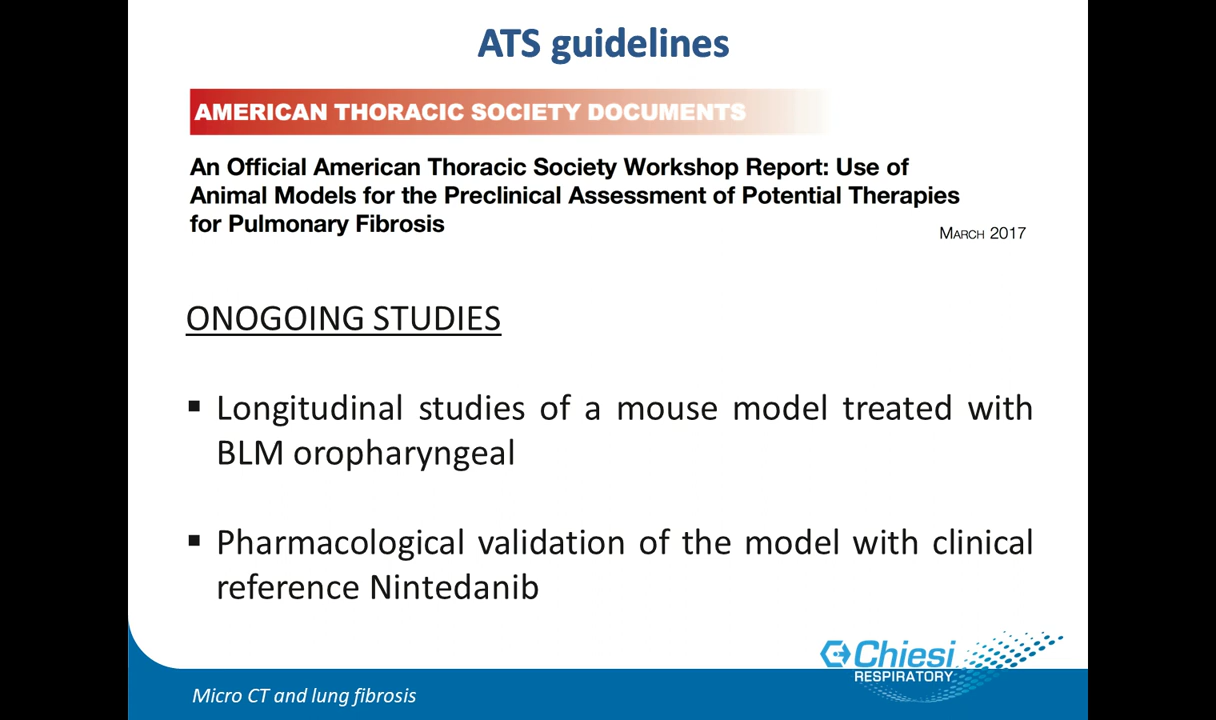 ATS guidelines
AMERICAN THORACIC SOCIETY DOCUMENTS
An Official American Thoracic Society Workshop Report: Use of
Animal Models for the Preclinical Assessment of Potential Therapies
for Pulmonary Fibrosis
MARCH 2017
ONOGOING STUDIES
▪ Longitudinal studies of a mouse model treated with
BLM oropharyngeal
▪ Pharmacological validation of the model with clinical
reference Nintedanib
Chiesi
RESPIRATORY
Micro CT and lung fibrosis